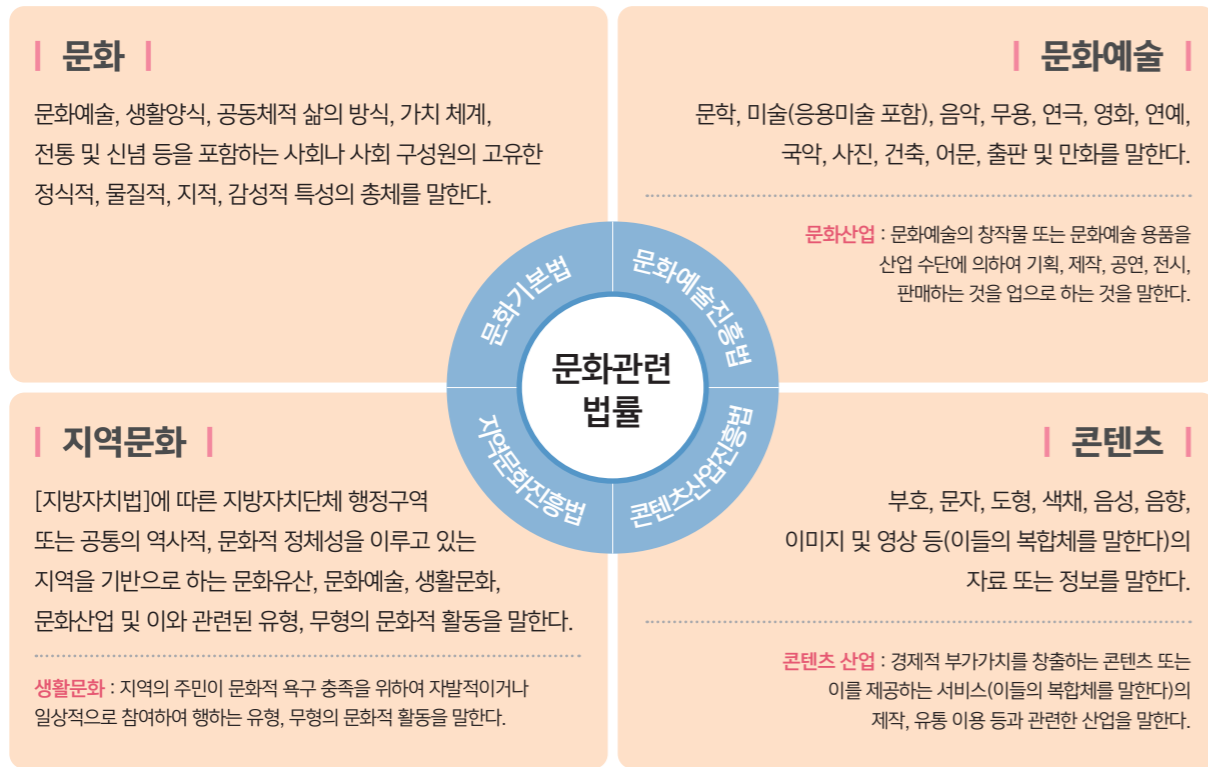 문화
문화예술, 생활양식, 공동체적 삶의 방식, 가치 체계,
전통 및 신념 등을 포함하는 사회나 사회 구성원의 고유한
정식적, 물질적, 지적, 감성적 특성의 총체를 말한다.
문화예술
문학, 미술(응용미술 포함), 음악, 무용, 연극, 영화, 연예,
국악, 사진, 건축, 어문, 출판 및 만화를 말한다.
문화산업 : 문화예술의 창작물 또는 문화예술 용품을
산업 수단에 의하여 기획, 제작, 공연, 전시,
판매하는 것을 업으로 하는 것을 말한다.
문화기본법
문화예술진흥법
문화관련
법률
지역문화진흥법
콘텐츠산업진흥법
지역문화
[지방자치법]에 따른 지방자치단체 행정구역
또는 공통의 역사적, 문화적 정체성을 이루고 있는
지역을 기반으로 하는 문화유산, 문화예술, 생활문화,
문화산업 및 이와 관련된 유형, 무형의 문화적 활동을 말한다.
생활문화 : 지역의 주민이 문화적 욕구 충족을 위하여 자발적이거나
일상적으로 참여하여 행하는 유형, 무형의 문화적 활동을 말한다.
콘텐츠
부호, 문자, 도형, 색채, 음성, 음향,
이미지 및 영상 등(이들의 복합체를 말한다)의
자료 또는 정보를 말한다.
콘텐츠 산업 : 경제적 부가가치를 창출하는 콘텐츠 또는
이를 제공하는 서비스(이들의 복합체를 말한다)의
제작, 유통 이용 등과 관련한 산업을 말한다.